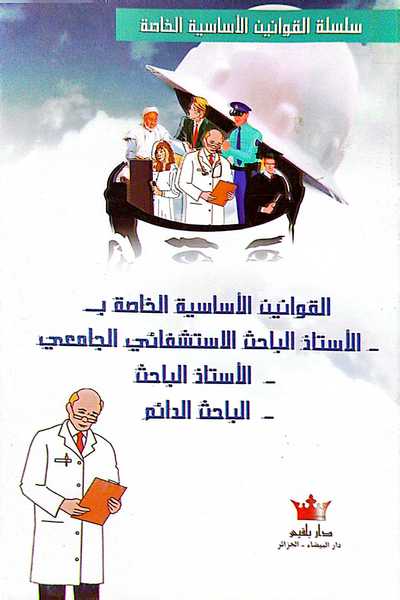 سلسلة القوانين الأساسية الخاصة
القوانين الأساسية الخاصة بـ
- الأستاذ الباحث الاستشفائي الجامعي
- الأستاذ الباحث
- الباحث الدائم
دار بلقيس
دار البيضاء - الجزائر